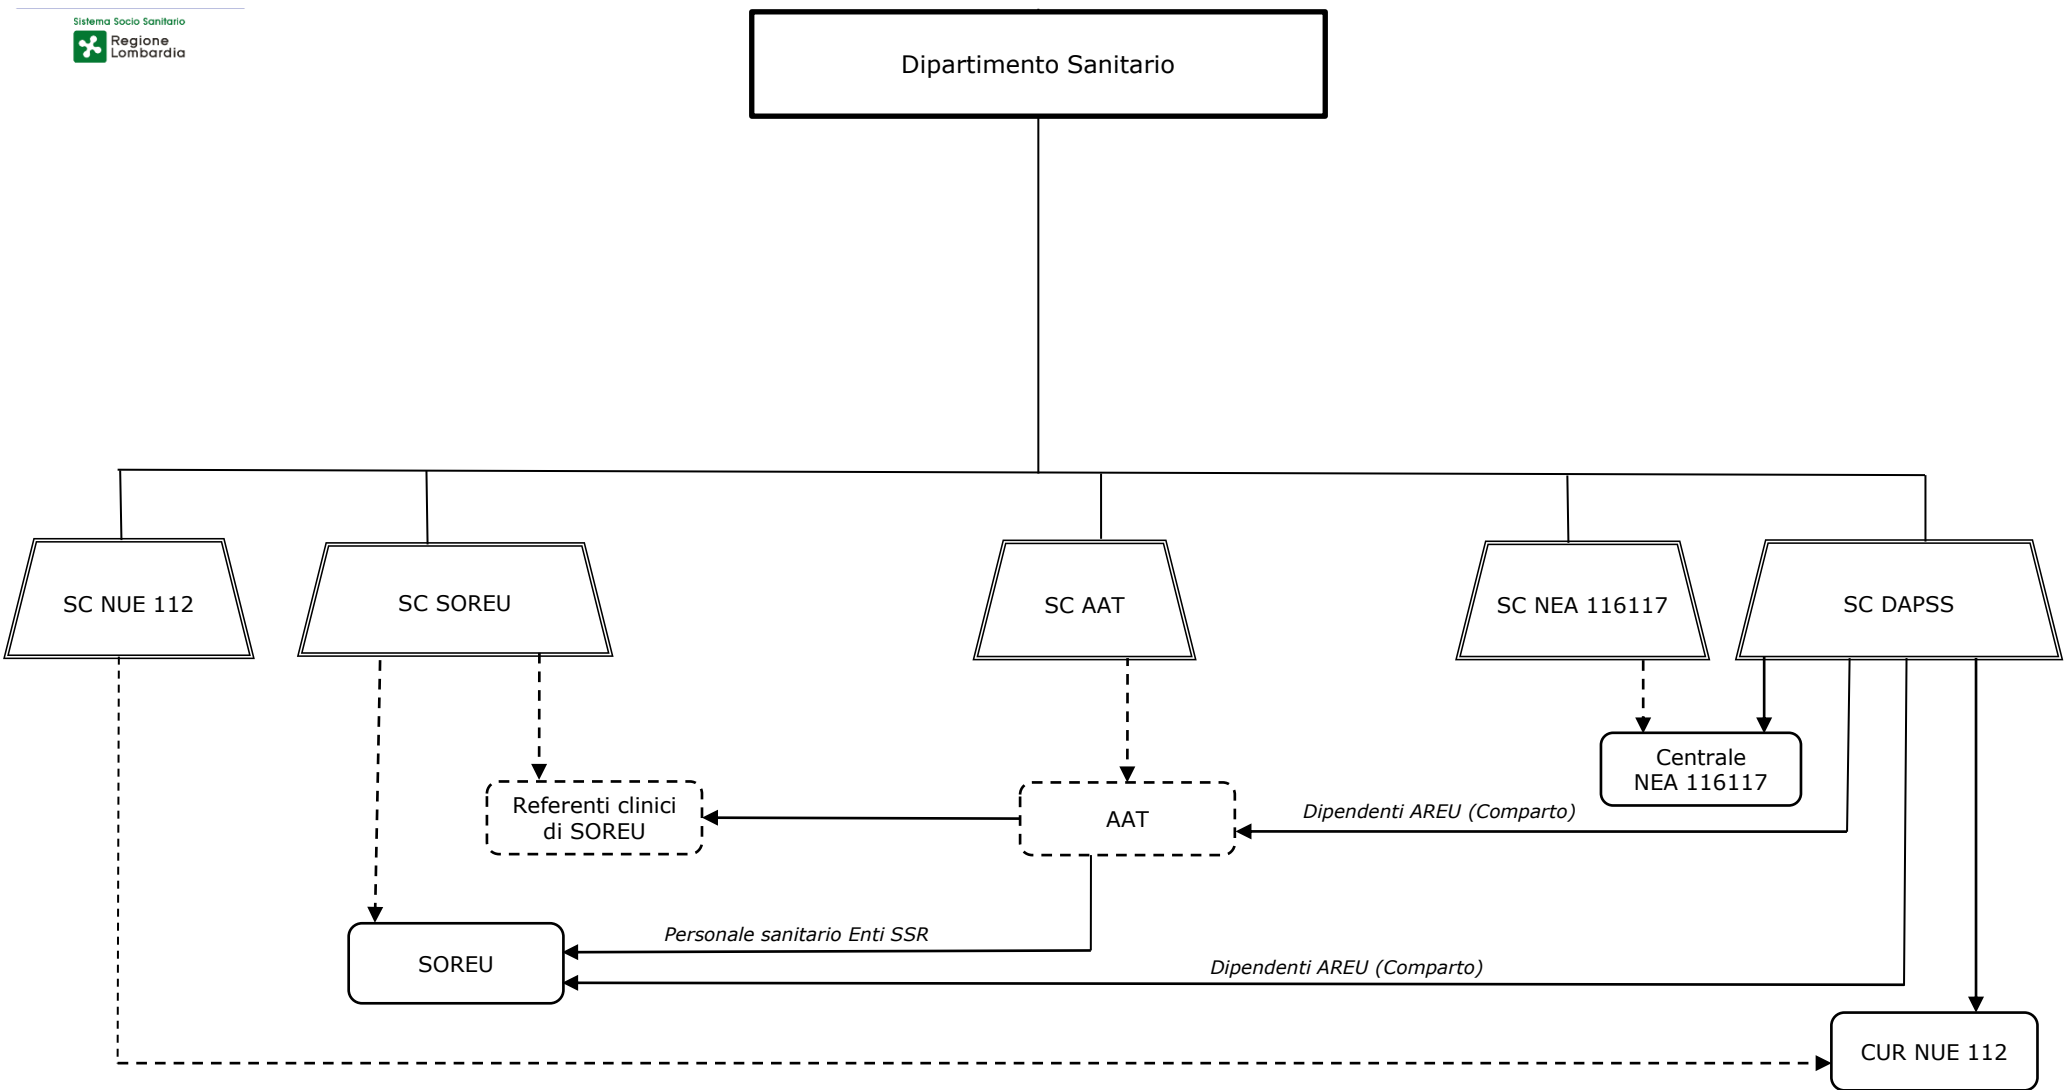 Sistema Socio Sanitario
Regione
Lombardia
Dipartimento Sanitario
SC NUE 112
SC SOREU
SC AAT
SC NEA 116117
SC DAPSS
Centrale
NEA 116117
Referenti clinici
di SOREU
AAT
Dipendenti AREU (Comparto)
Personale sanitario Enti SSR
SOREU
Dipendenti AREU (Comparto)
CUR NUE 112